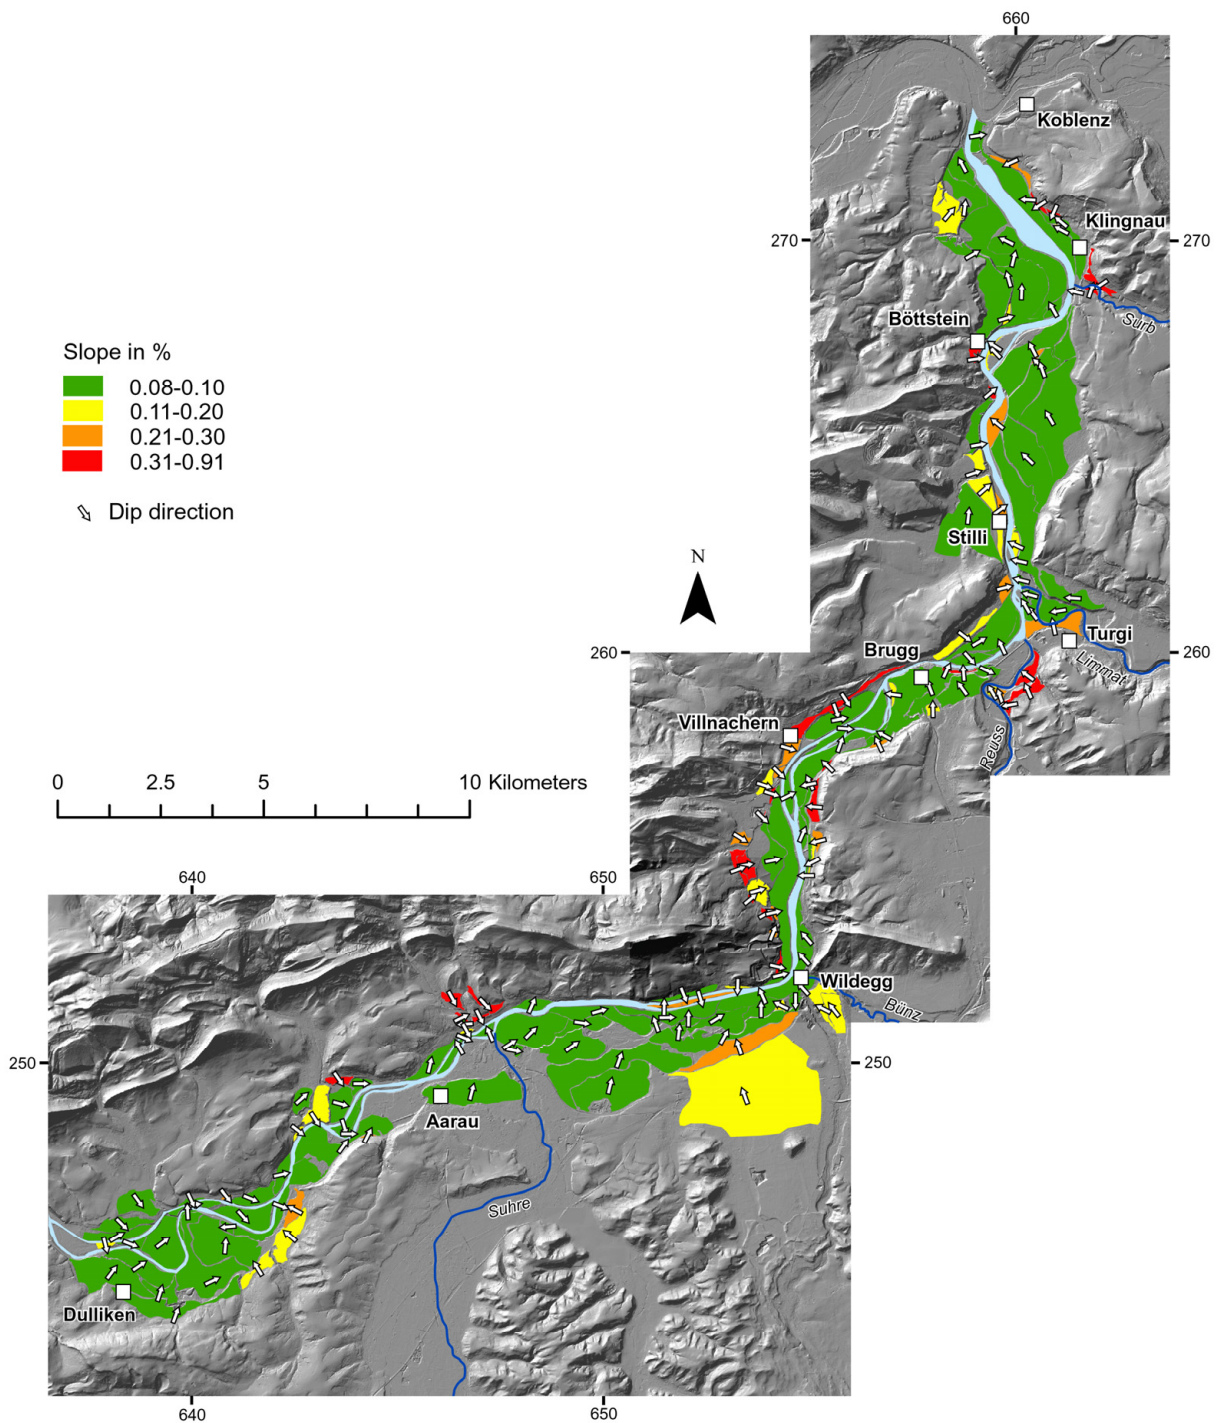 660
Koblenz
Klingnau
270
270
Surb
Böttstein
Slope in %
0.08-0.10
0.11-0.20
0.21-0.30
0.31-0.91
Dip direction
Stilli
N
Turgi
Brugg
260
260
Limmat
Villnachern
Reuss
0 2.5 5 10 Kilometers
640
650
Wildegg
Bünz
250
250
Aarau
Suhre
Dulliken
640
650